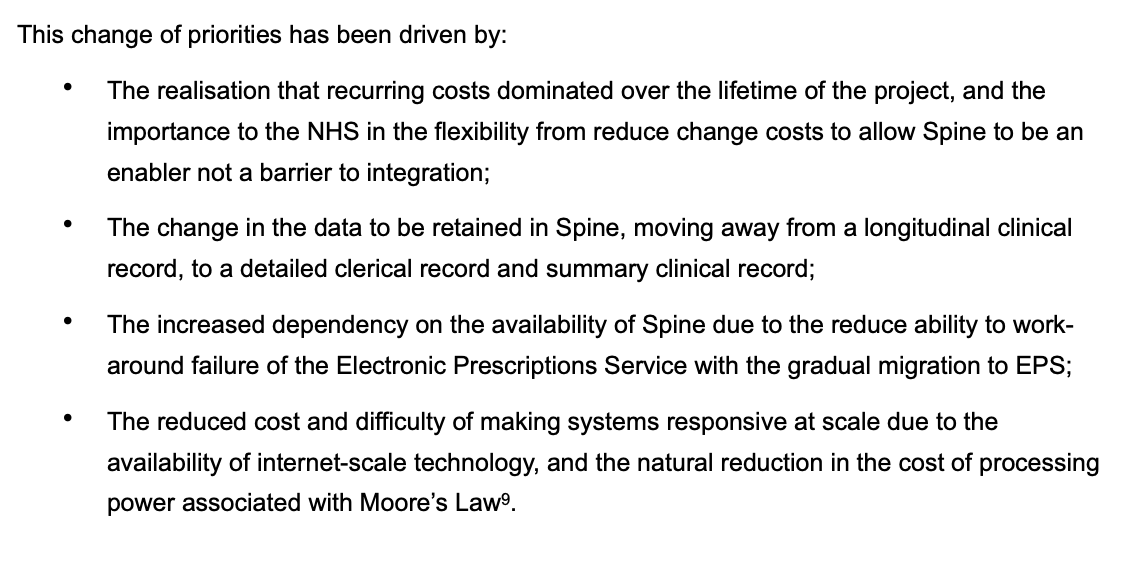 This change of priorities has been driven by:
• The realisation that recurring costs dominated over the lifetime of the project, and the
importance to the NHS in the flexibility from reduce change costs to allow Spine to be an
enabler not a barrier to integration;
• The change in the data to be retained in Spine, moving away from a longitudinal clinical
record, to a detailed clerical record and summary clinical record;
• The increased dependency on the availability of Spine due to the reduce ability to work-
around failure of the Electronic Prescriptions Service with the gradual migration to EPS;
• The reduced cost and difficulty of making systems responsive at scale due to the
availability of internet-scale technology, and the natural reduction in the cost of processing
power associated with Moore’s Law⁹.